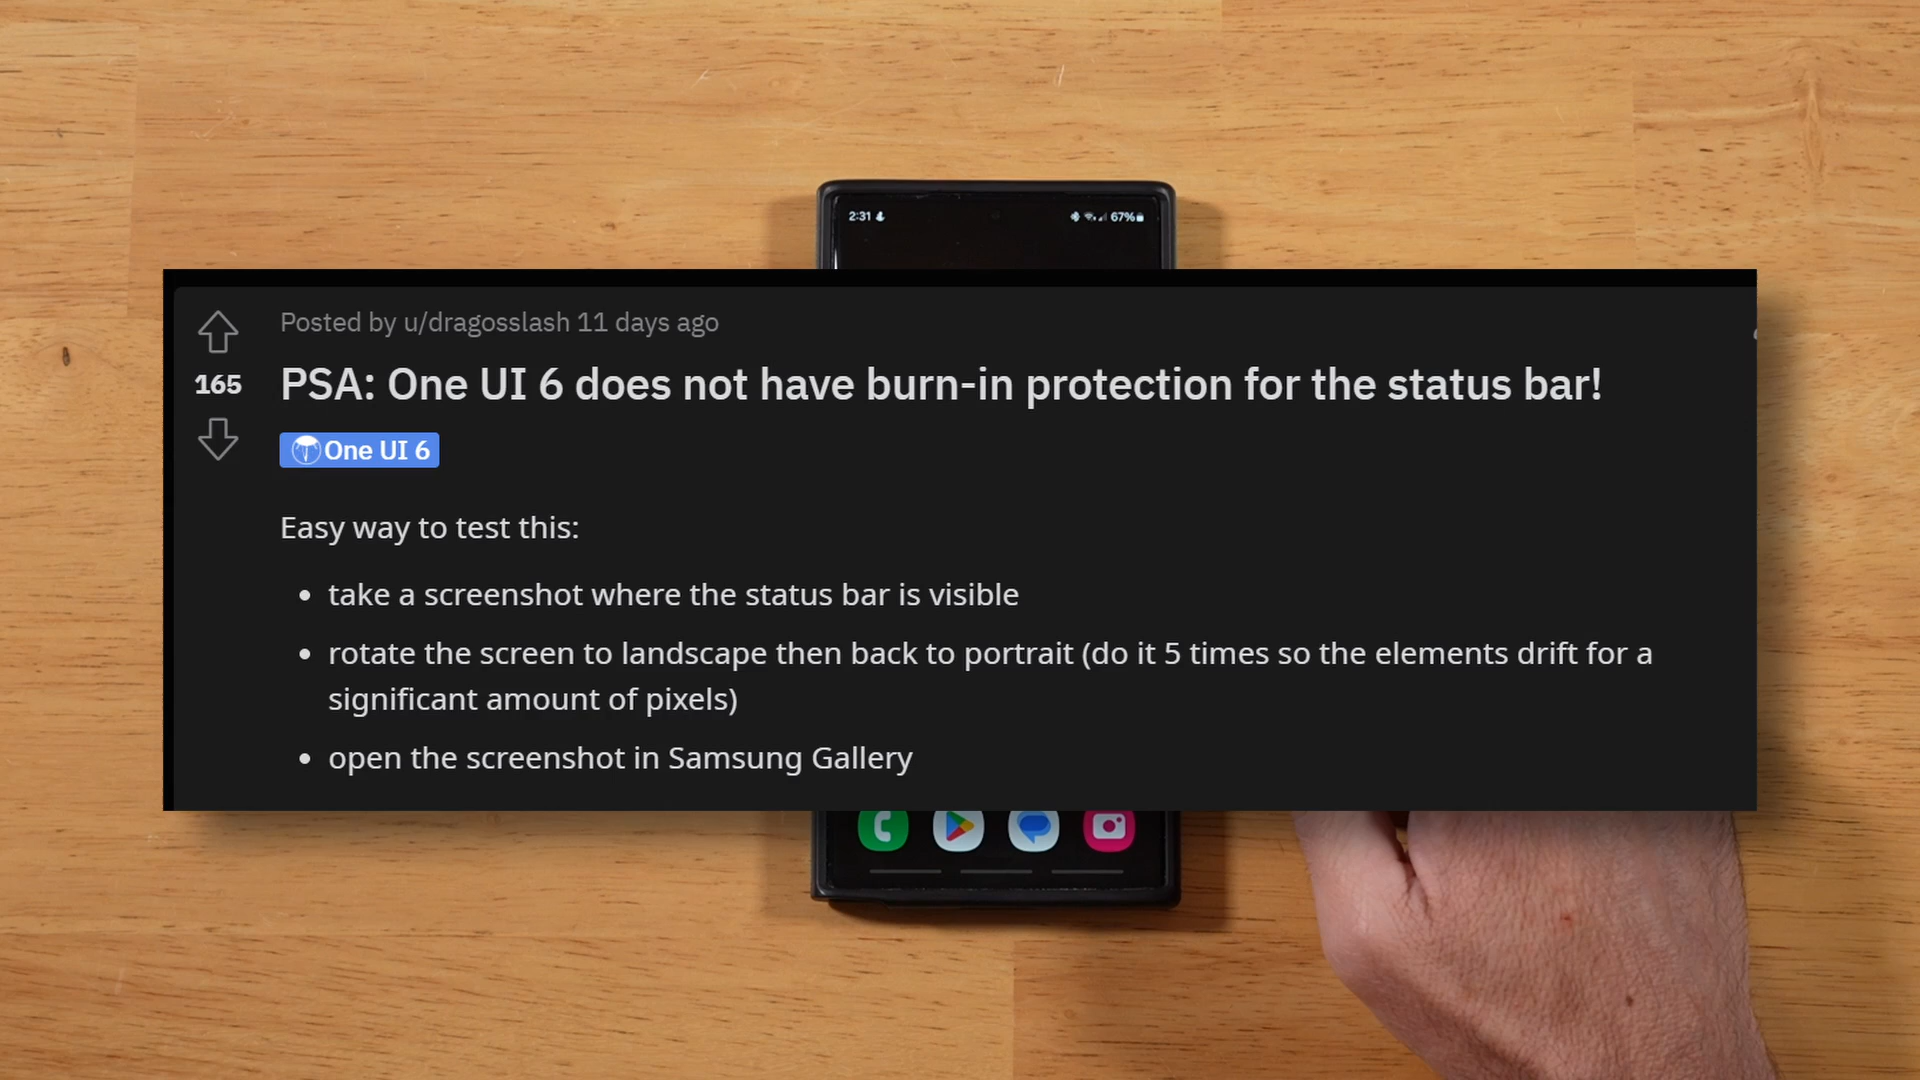 2:31 67%
Posted by u/dragosslash 11 days ago
165 PSA: One UI 6 does not have burn-in protection for the status bar!
One UI 6
Easy way to test this:
• take a screenshot where the status bar is visible
• rotate the screen to landscape then back to portrait (do it 5 times so the elements drift for a
significant amount of pixels)
• open the screenshot in Samsung Gallery